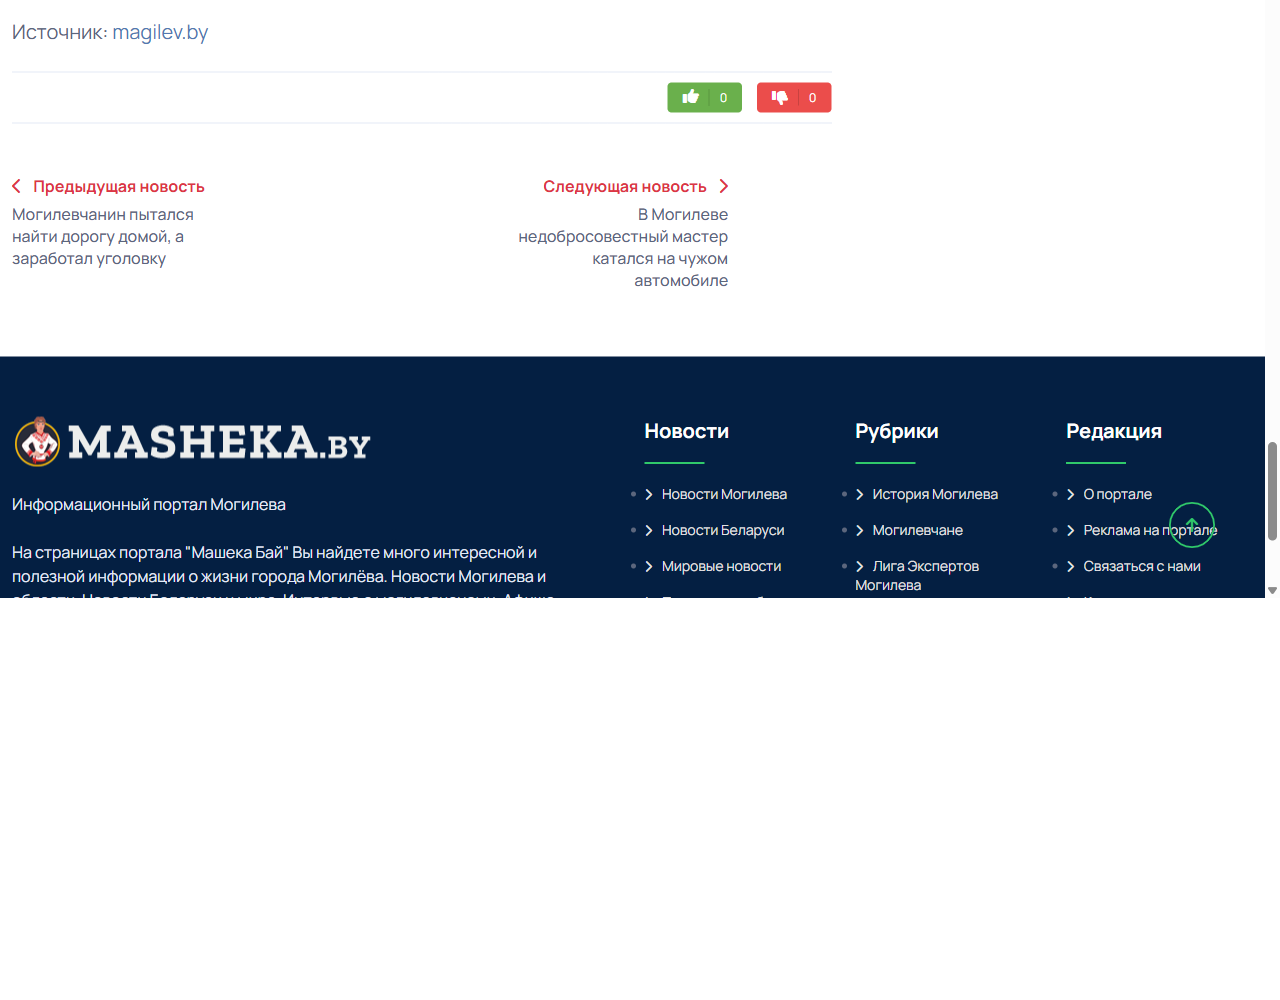 Источник: magilev.by
0
0
Предыдущая новость
Могилевчанин пытался
найти дорогу домой, а
заработал уголовку
Следующая новость
В Могилеве
недобросовестный мастер
катался на чужом
автомобиле
MASHEKA.BY
Информационный портал Могилева
На страницах портала "Машека Бай" Вы найдете много интересной и
полезной информации о жизни города Могилёва. Новости Могилева и
Новости
Новости Могилева
Новости Беларуси
Мировые новости
Рубрики
История Могилева
Могилевчане
Лига Экспертов
Могилева
Редакция
О портале
Реклама на портале
Связаться с нами